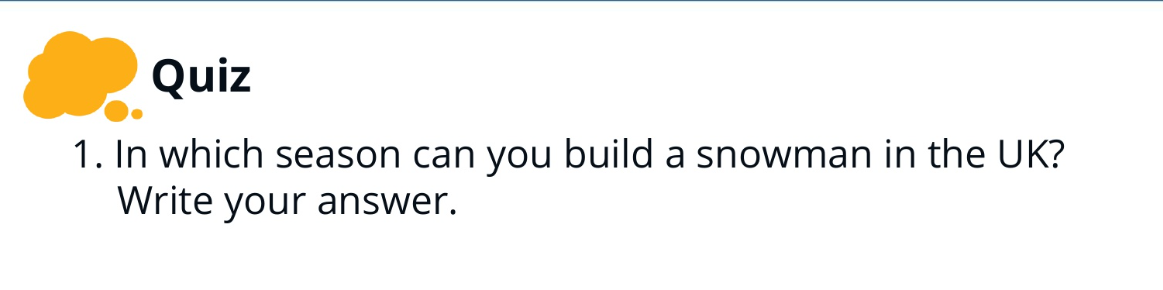 Quiz
1. In which season can you build a snowman in the UK?
Write your answer.